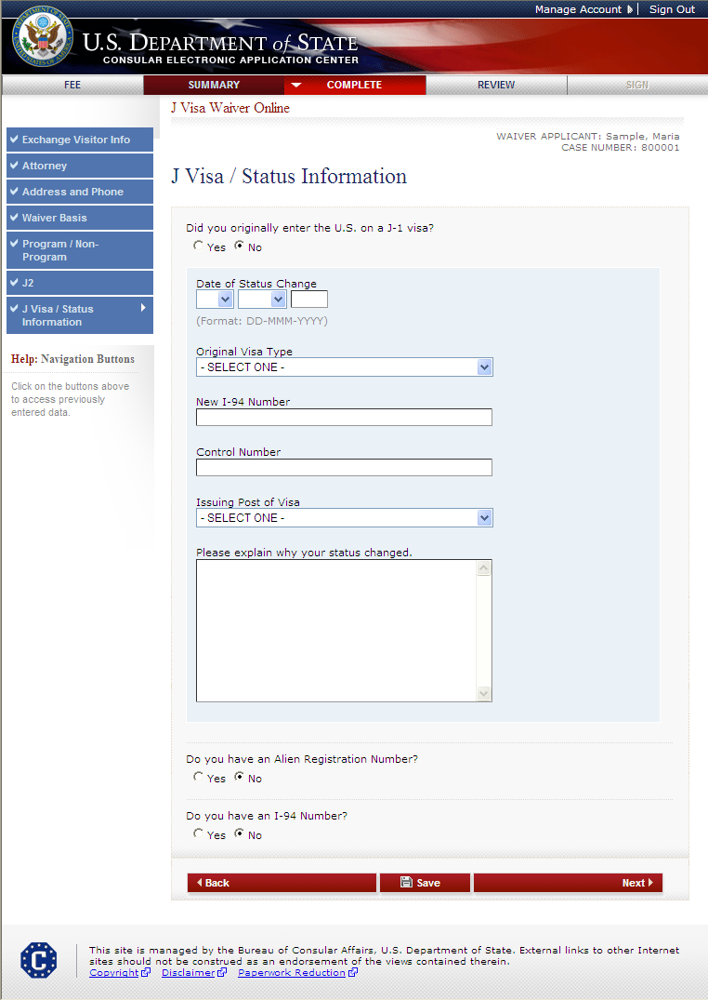 Manage Account
Sign Out
U.S. DEPARTMENT of STATE
CONSULAR ELECTRONIC APPLICATION CENTER
FEE
SUMMARY
COMPLETE
REVIEW
SIGN
J Visa Waiver Online
WAIVER APPLICANT: Sample, Maria
CASE NUMBER: 800001
Exchange Visitor Info
Attorney
Address and Phone
Waiver Basis
Program / Non-
Program
J2
J Visa / Status
Information
Help: Navigation Buttons
Click on the buttons above
to access previously
entered data.
J Visa / Status Information
Did you originally enter the U.S. on a J-1 visa?
Yes No
Date of Status Change
(Format: DD-MMM-YYYY)
Original Visa Type
- SELECT ONE -
New I-94 Number
Control Number
Issuing Post of Visa
- SELECT ONE -
Please explain why your status changed.
Do you have an Alien Registration Number?
Yes No
Do you have an I-94 Number?
Yes No
Back
Save
Next
C
This site is managed by the Bureau of Consular Affairs, U.S. Department of State. External links to other Internet
sites should not be construed as an endorsement of the views contained therein.
Copyright Disclaimer Paperwork Reduction